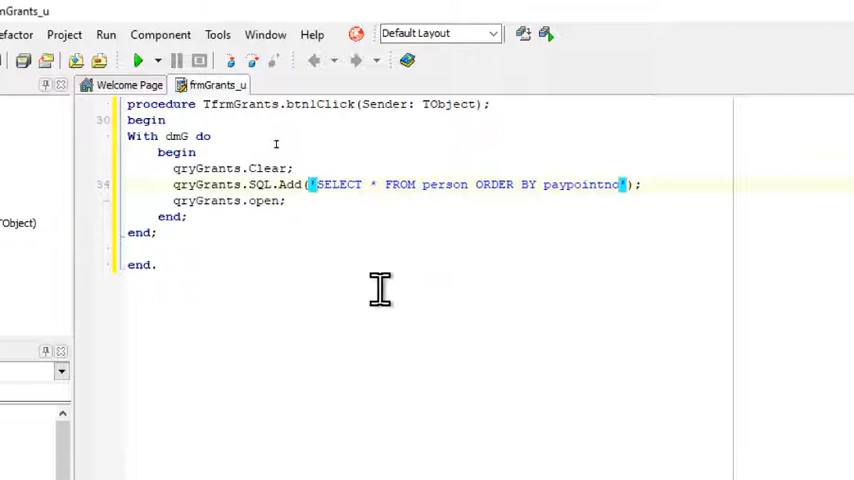 frmGrants_u
efactor Project Run Component Tools Window Help Default Layout
Welcome Page frmGrants_u
procedure TfrmGrants.btn1Click(Sender: TObject);
30 begin
With dmG do
begin
qryGrants.Clear;
34 qryGrants.SQL.Add('SELECT * FROM person ORDER BY paypointno');
qryGrants.open;
end;
TObject)
end;
end.